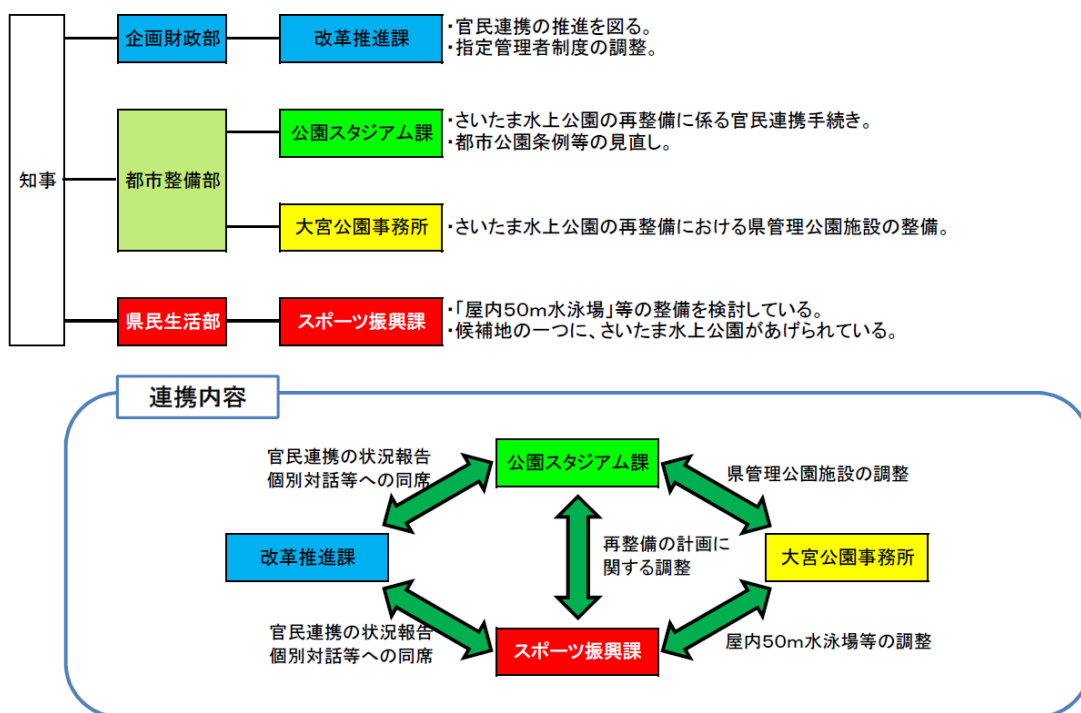 知事
企画財政部
改革推進課
・官民連携の推進を図る。
・指定管理者制度の調整。
都市整備部
公園スタジアム課
・さいたま水上公園の再整備に係る官民連携手続き。
・都市公園条例等の見直し。
大宮公園事務所
・さいたま水上公園の再整備における県管理公園施設の整備。
県民生活部
スポーツ振興課
・「屋内50m水泳場」等の整備を検討している。
・候補地の一つに、さいたま水上公園があげられている。
連携内容
官民連携の状況報告
個別対話等への同席
公園スタジアム課
県管理公園施設の調整
改革推進課
再整備の計画に
関する調整
大宮公園事務所
官民連携の状況報告
個別対話等への同席
スポーツ振興課
屋内50m水泳場等の調整